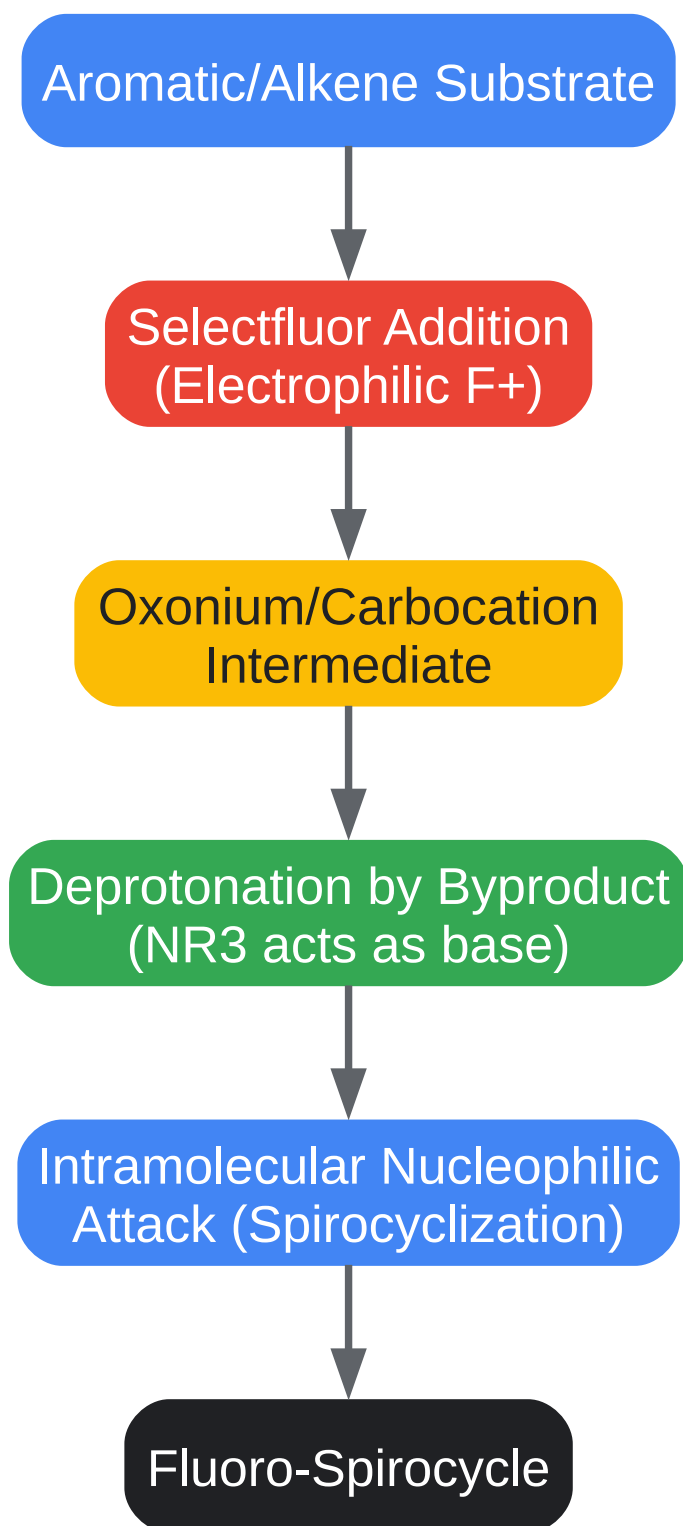 Aromatic/Alkene Substrate
Selectfluor Addition
(Electrophilic F+)
Oxonium/Carbocation
Intermediate
Deprotonation by Byproduct
(NR3 acts as base)
Intramolecular Nucleophilic
Attack (Spirocyclization)
Fluoro-Spirocycle